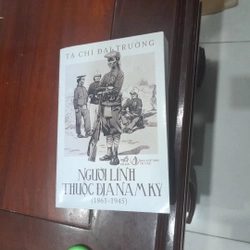 TẠ CHÍ ĐẠI TRƯỜNG
NGƯỜI LÍNH
THUỘC ĐỊA NAM KỲ
(1861-1945)